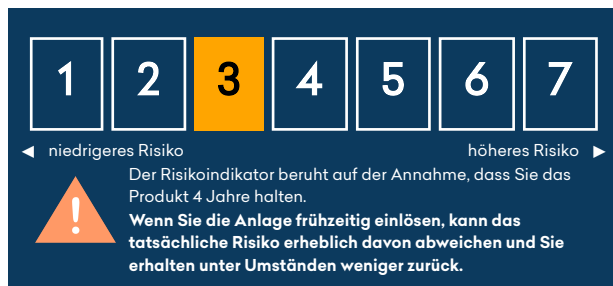 1 2 3 4 5 6 7
◄ niedrigeres Risiko höheres Risiko ►
Der Risikoindikator beruht auf der Annahme, dass Sie das
Produkt 4 Jahre halten.
Wenn Sie die Anlage frühzeitig einlösen, kann das
tatsächliche Risiko erheblich davon abweichen und Sie
erhalten unter Umständen weniger zurück.